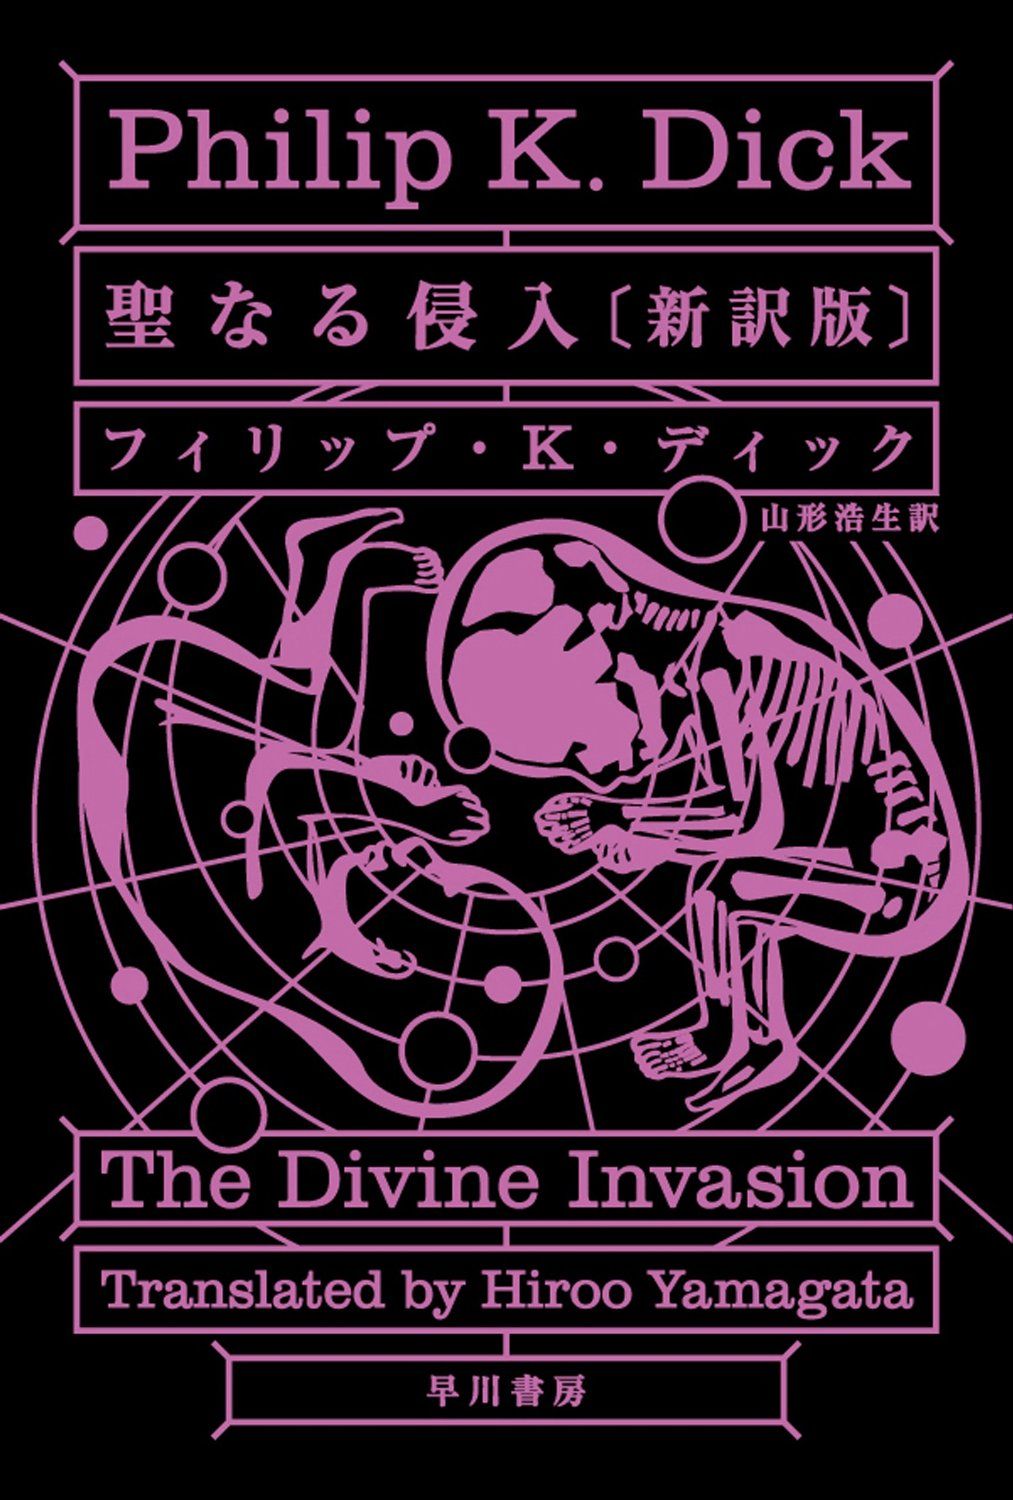 Philip K. Dick
聖なる侵入〔新訳版〕
フィリップ・K・ディック
山形浩生訳
The Divine Invasion
Translated by Hiroo Yamagata
早川書房